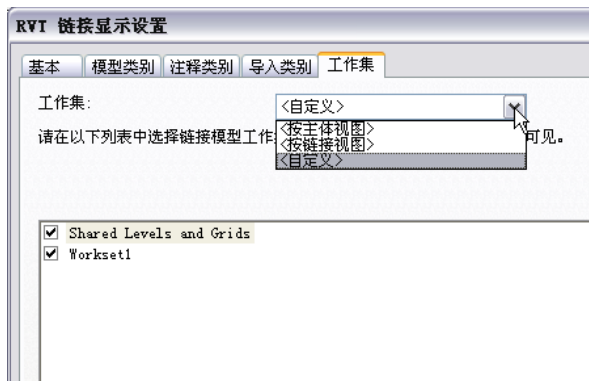 RVT 链接显示设置
基本 模型类别 注释类别 导入类别 工作集
工作集: <自定义>
请在以下列表中选择链接模型工作 可见。
<按主体视图>
<按链接视图>
<自定义>
Shared Levels and Grids
Workset1